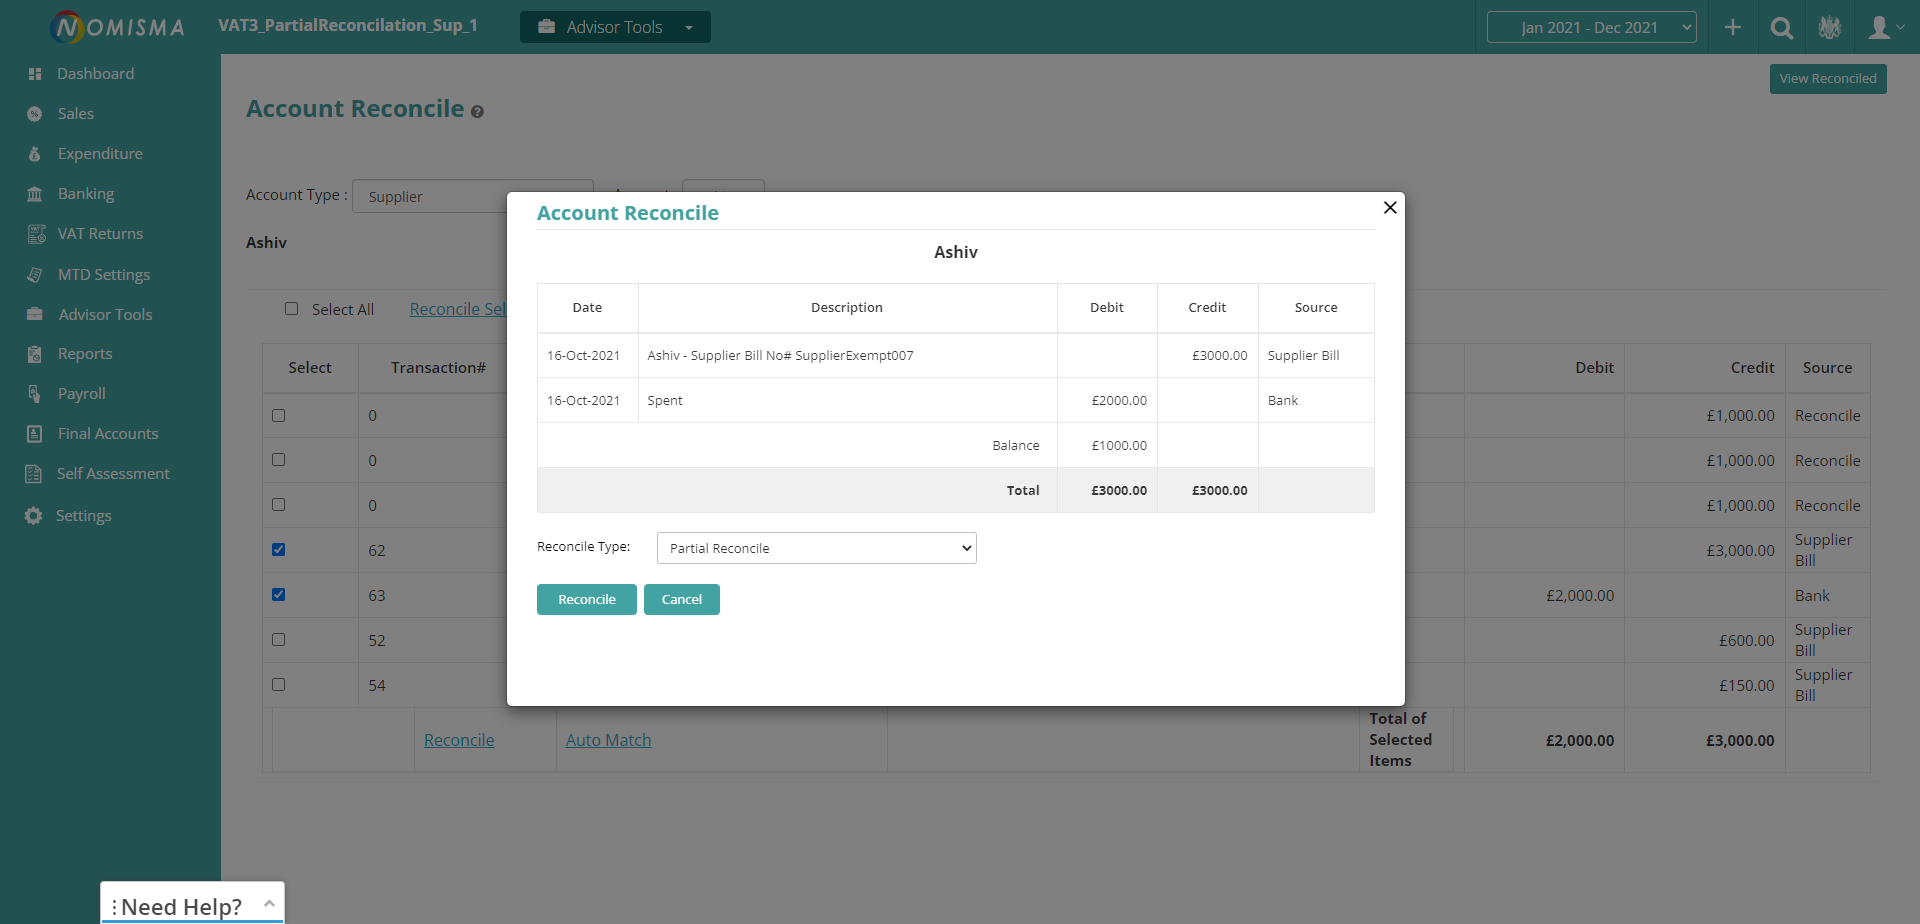 NOMISMA
VAT3_PartialReconcilation_Sup_1
Advisor Tools
Jan 2021 - Dec 2021
Dashboard
Sales
Expenditure
Banking
VAT Returns
MTD Settings
Advisor Tools
Reports
Payroll
Final Accounts
Self Assessment
Settings
View Reconciled
Account Reconcile ?
Account Type : Supplier
Ashiv
Select All Reconcile Sel
Select Transaction# Debit Credit Source
0 £1,000.00 Reconcile
0 £1,000.00 Reconcile
0 £1,000.00 Reconcile
62 £3,000.00 Supplier Bill
63 £2,000.00 Bank
52 £600.00 Supplier Bill
54 £150.00 Supplier Bill
Reconcile Auto Match Total of Selected Items £2,000.00 £3,000.00
Account Reconcile
Ashiv
Date Description Debit Credit Source
16-Oct-2021 Ashiv - Supplier Bill No# SupplierExempt007 £3000.00 Supplier Bill
16-Oct-2021 Spent £2000.00 Bank
Balance £1000.00
Total £3000.00 £3000.00
Reconcile Type: Partial Reconcile
Reconcile Cancel
Need Help?